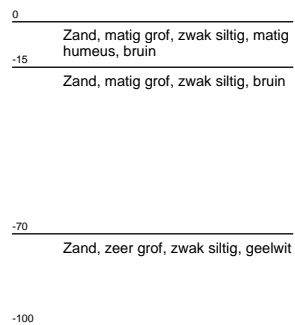 0
Zand, matig grof, zwak siltig, matig
humeus, bruin
-15
Zand, matig grof, zwak siltig, bruin
-70
Zand, zeer grof, zwak siltig, geelwit
-100